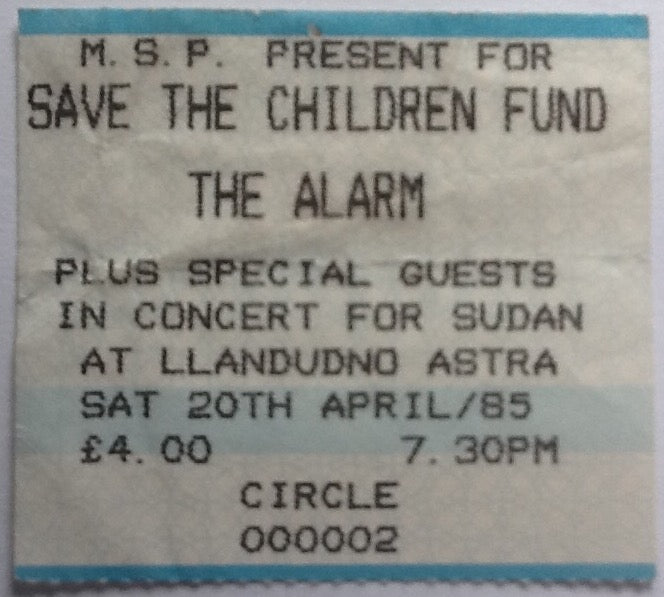 M. S. P. PRESENT FOR
SAVE THE CHILDREN FUND
THE ALARM
PLUS SPECIAL GUESTS
IN CONCERT FOR SUDAN
AT LLANDUDNO ASTRA
SAT 20TH APRIL/85
£4.00 7.30PM
CIRCLE
000002